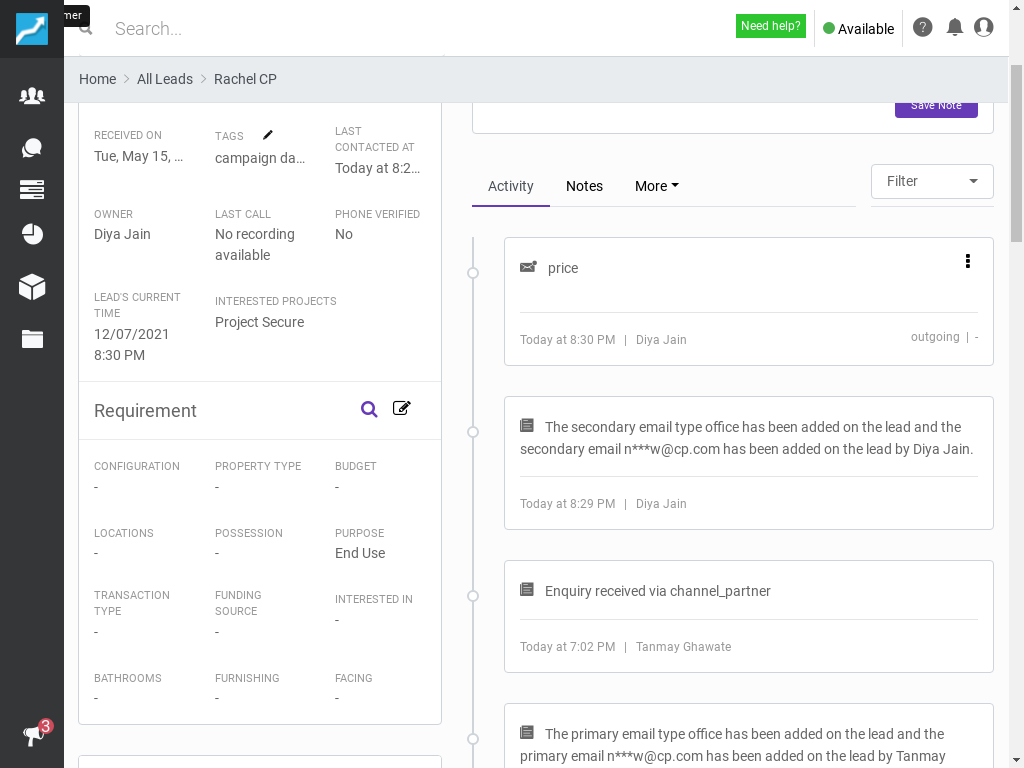 mer
Search...
Need help?
Available
Home
All Leads
Rachel CP
RECEIVED ON
Tue, May 15, ...
TAGS
campaign da...
LAST
CONTACTED AT
Today at 8:2...
OWNER
Diya Jain
LAST CALL
No recording
available
PHONE VERIFIED
No
LEAD'S CURRENT
TIME
12/07/2021
8:30 PM
INTERESTED PROJECTS
Project Secure
Requirement
CONFIGURATION
-
PROPERTY TYPE
-
BUDGET
-
LOCATIONS
-
POSSESSION
-
PURPOSE
End Use
TRANSACTION
TYPE
-
FUNDING
SOURCE
-
INTERESTED IN
-
BATHROOMS
-
FURNISHING
-
FACING
-
3
Save Note
Activity
Notes
More
Filter
price
Today at 8:30 PM | Diya Jain
outgoing | -
The secondary email type office has been added on the lead and the
secondary email n***w@cp.com has been added on the lead by Diya Jain.
Today at 8:29 PM | Diya Jain
Enquiry received via channel_partner
Today at 7:02 PM | Tanmay Ghawate
The primary email type office has been added on the lead and the
primary email n***w@cp.com has been added on the lead by Tanmay